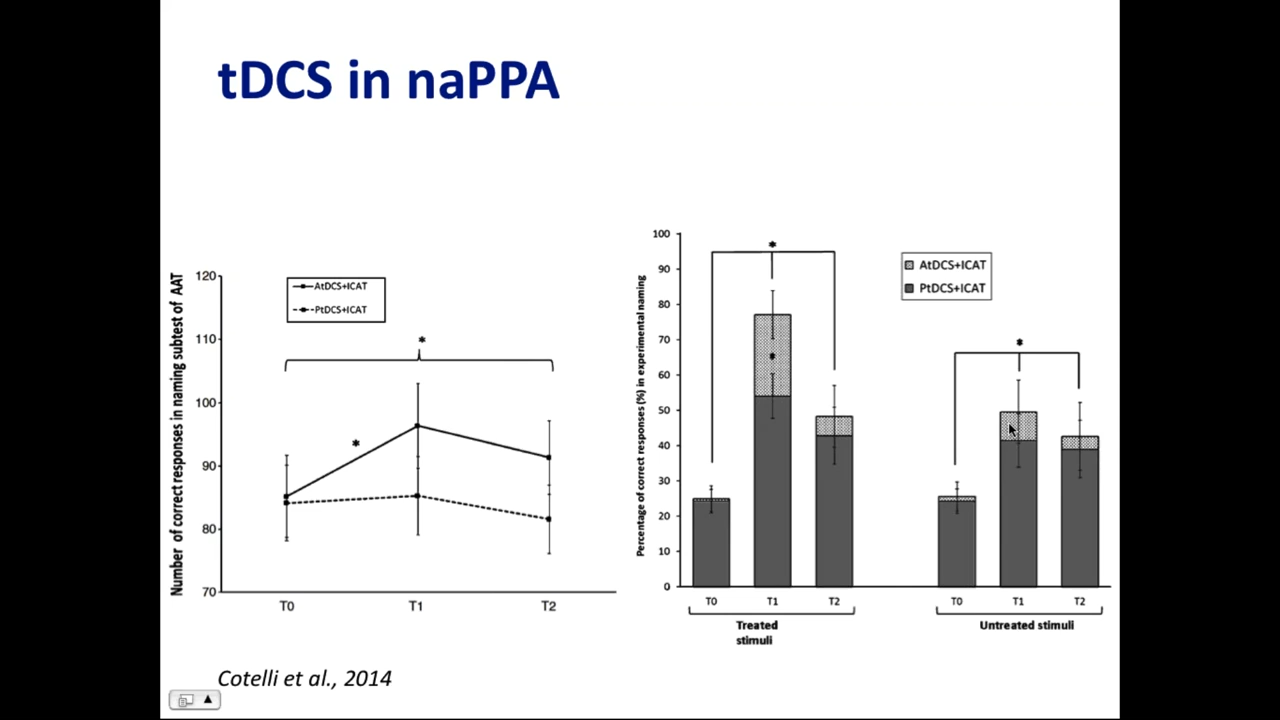 tDCS in naPPA
Number of correct responses in naming subtest of AAT
120
110
100
90
80
70
AtDCS+ICAT
PtDCS+ICAT
*
*
T0
T1
T2
Percentage of correct responses (%) in experimental naming
100
90
80
70
60
50
40
30
20
10
0
*
*
*
AtDCS+ICAT
PtDCS+ICAT
T0
T1
T2
T0
T1
T2
Treated
stimuli
Untreated stimuli
Cotelli et al., 2014